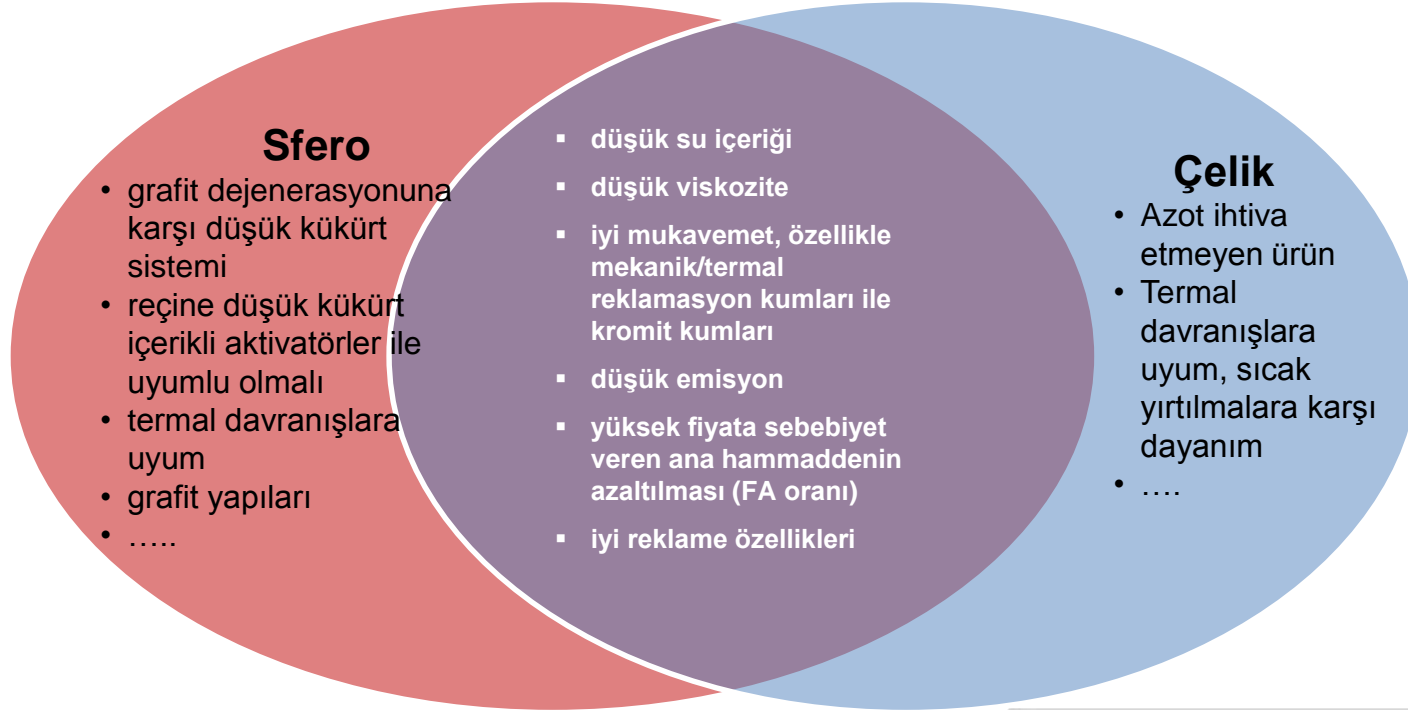 Sfero
• grafit dejenerasyonuna
karşı düşük kükürt
sistemi
• reçine düşük kükürt
içerikli aktivatörler ile
uyumlu olmalı
• termal davranışlara
uyum
• grafit yapıları
• …..
▪ düşük su içeriği
▪ düşük viskozite
▪ iyi mukavemet, özellikle
mekanik/termal
reklamasyon kumları ile
kromit kumları
▪ düşük emisyon
▪ yüksek fiyata sebebiyet
veren ana hammaddenin
azaltılması (FA oranı)
▪ iyi reklame özellikleri
Çelik
• Azot ihtiva
etmeyen ürün
• Termal
davranışlara
uyum, sıcak
yırtılmalara karşı
dayanım
• ….